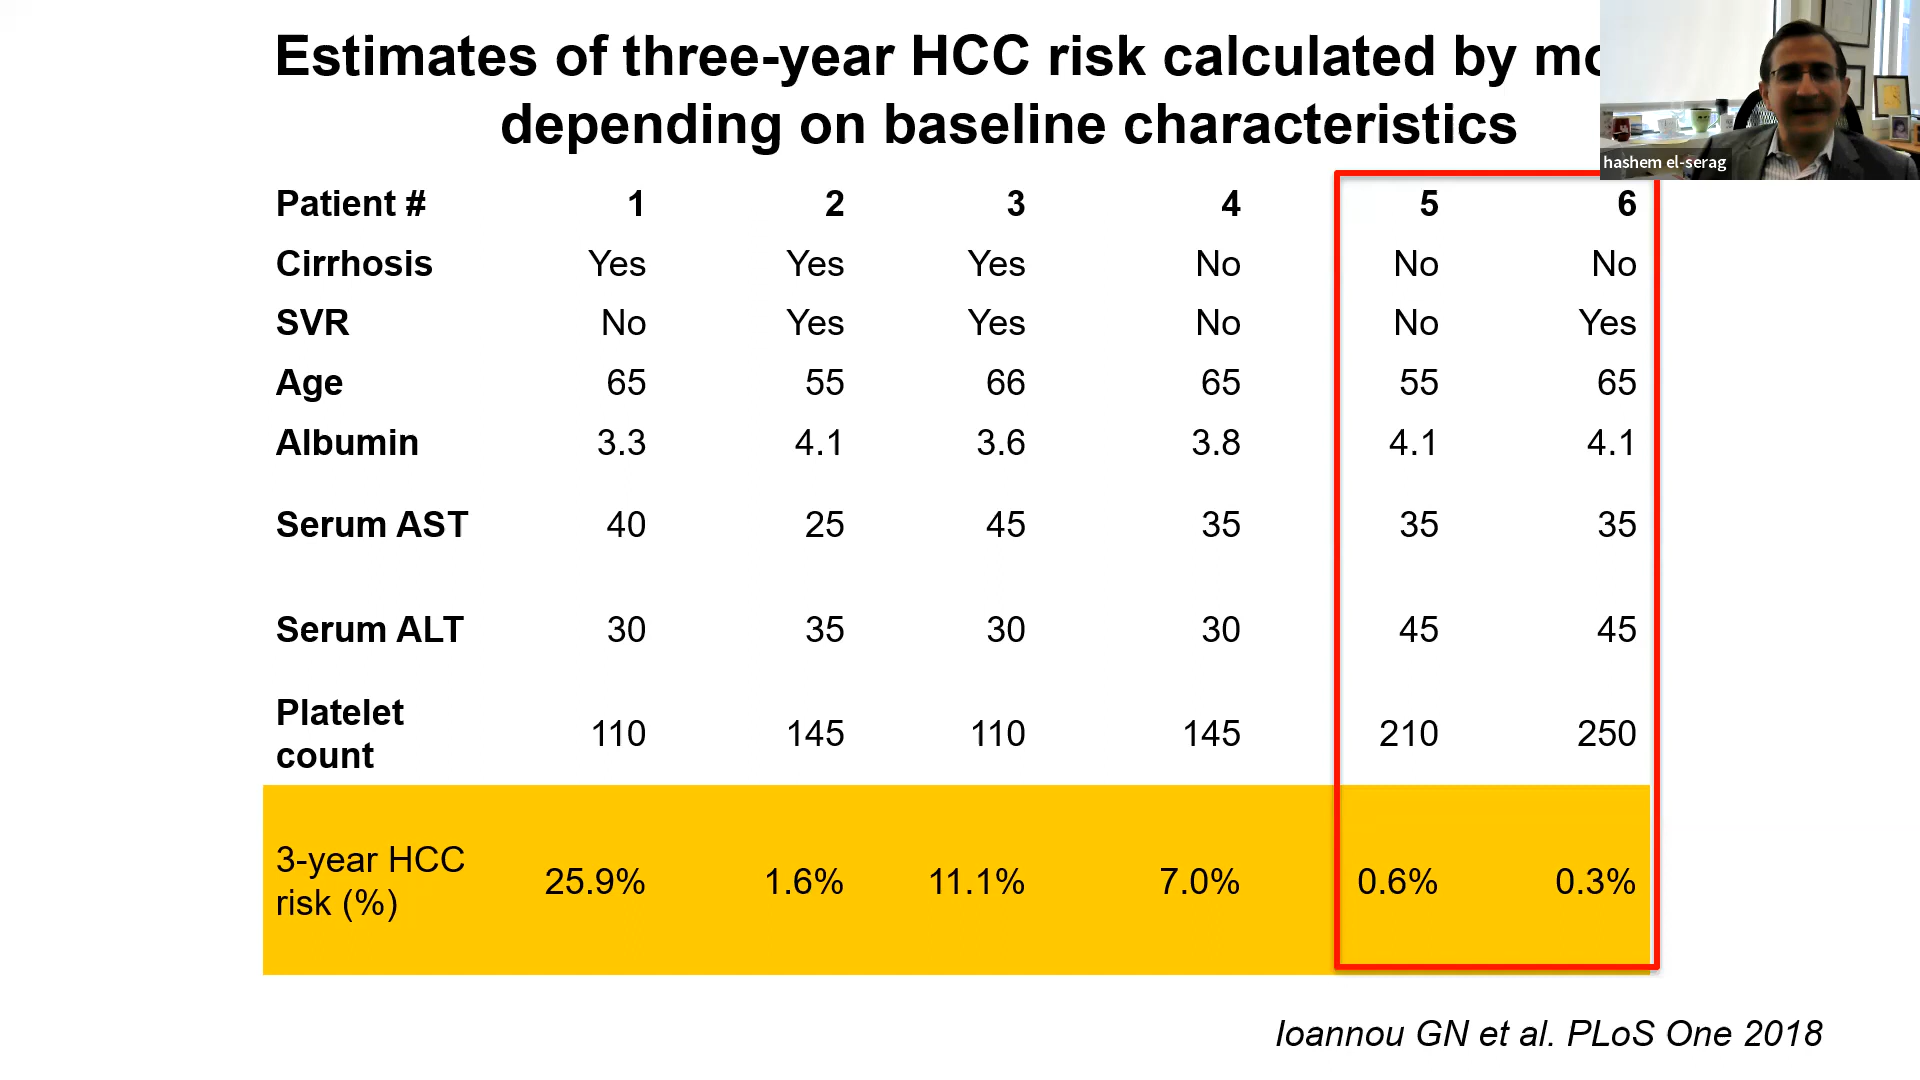 Estimates of three-year HCC risk calculated by
depending on baseline characteristics
hashem el-serag
Patient # 1 2 3 4 5 6
Cirrhosis Yes Yes Yes No No No
SVR No Yes Yes No No Yes
Age 65 55 66 65 55 65
Albumin 3.3 4.1 3.6 3.8 4.1 4.1
Serum AST 40 25 45 35 35 35
Serum ALT 30 35 30 30 45 45
Platelet
count 110 145 110 145 210 250
3-year HCC
risk (%) 25.9% 1.6% 11.1% 7.0% 0.6% 0.3%
Ioannou GN et al. PLoS One 2018